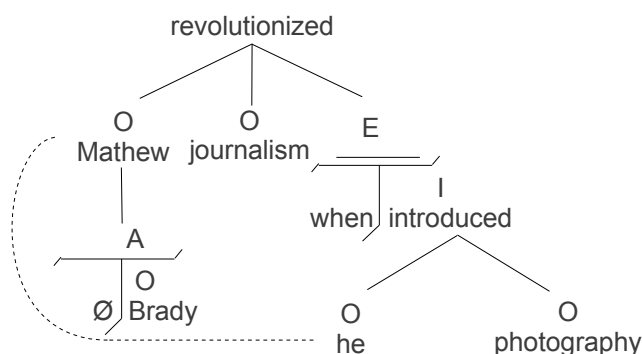 revolutionized
O O E
Mathew journalism
I
when introduced
A
O
Ø Brady
O O
he photography